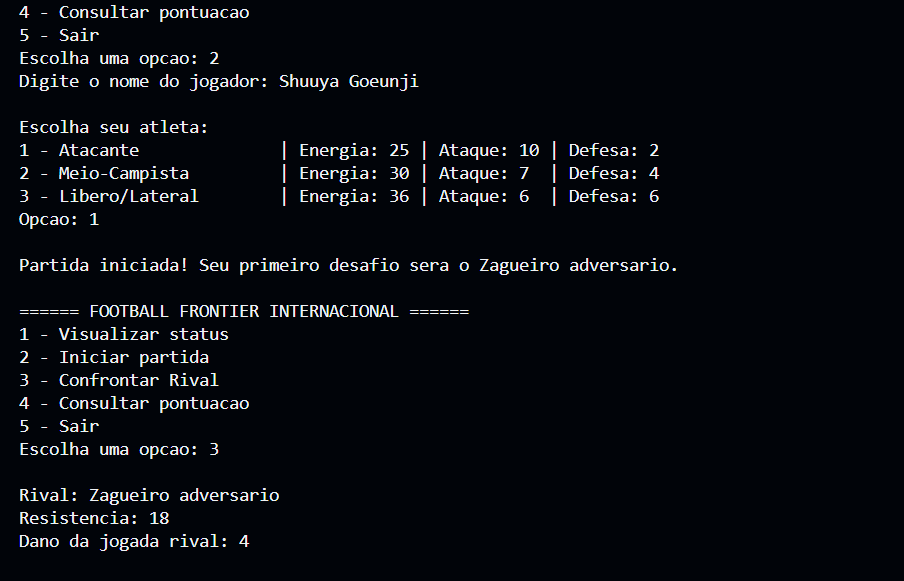 4 - Consultar pontuacao
5 - Sair
Escolha uma opcao: 2
Digite o nome do jogador: Shuuya Goeunji

Escolha seu atleta:
1 - Atacante              | Energia: 25 | Ataque: 10 | Defesa: 2
2 - Meio-Campista         | Energia: 30 | Ataque: 7  | Defesa: 4
3 - Libero/Lateral        | Energia: 36 | Ataque: 6  | Defesa: 6
Opcao: 1

Partida iniciada! Seu primeiro desafio sera o Zagueiro adversario.

====== FOOTBALL FRONTIER INTERNACIONAL ======
1 - Visualizar status
2 - Iniciar partida
3 - Confrontar Rival
4 - Consultar pontuacao
5 - Sair
Escolha uma opcao: 3

Rival: Zagueiro adversario
Resistencia: 18
Dano da jogada rival: 4